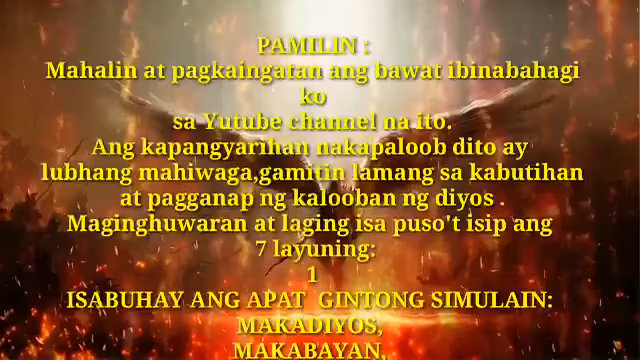 PAMILIN :
Mahalin at pagkaingatan ang bawat ibinabahagi
ko
sa Yutube channel na ito.
Ang kapangyarihan nakapaloob dito ay
lubhang mahiwaga,gamitin lamang sa kabutihan
at pagganap ng kalooban ng diyos .
Maginghuwaran at laging isa puso't isip ang
7 layuning:
1
ISABUHAY ANG APAT GINTONG SIMULAIN:
MAKADIYOS,
MAKABAYAN,